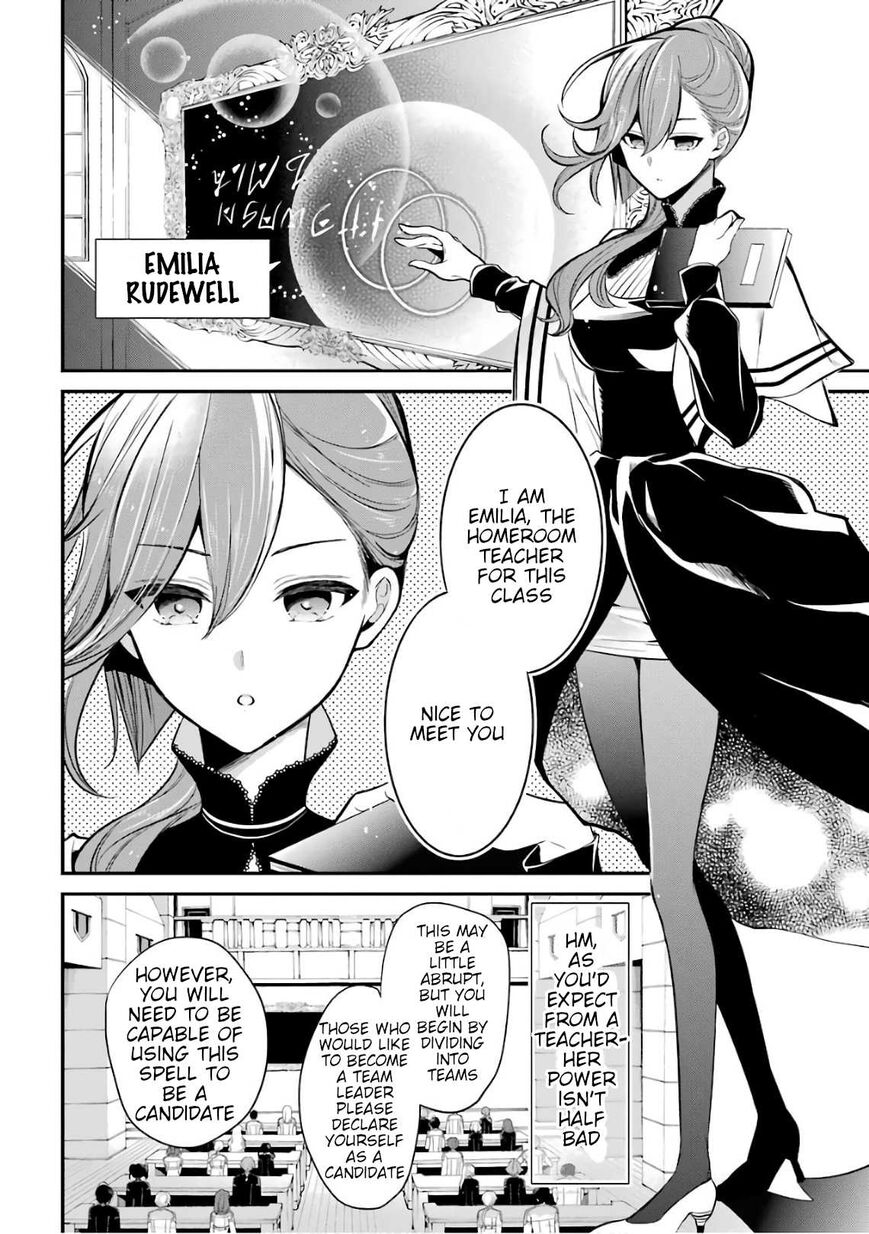 EMILIA
RUDEWELL
I AM
EMILIA, THE
HOMEROOM
TEACHER
FOR THIS
CLASS
NICE TO
MEET YOU
HM,
AS
YOU'D
EXPECT
FROM A
TEACHER-
HER
POWER
ISN'T
HALF
BAD
THIS MAY
BE A
LITTLE
ABRUPT,
BUT YOU
WILL
BEGIN BY
DIVIDING
INTO
TEAMS
THOSE WHO
WOULD LIKE
TO BECOME
A TEAM
LEADER
PLEASE
DECLARE
YOURSELF
AS A
CANDIDATE
HOWEVER,
YOU WILL
NEED TO BE
CAPABLE OF
USING THIS
SPELL TO
BE A
CANDIDATE